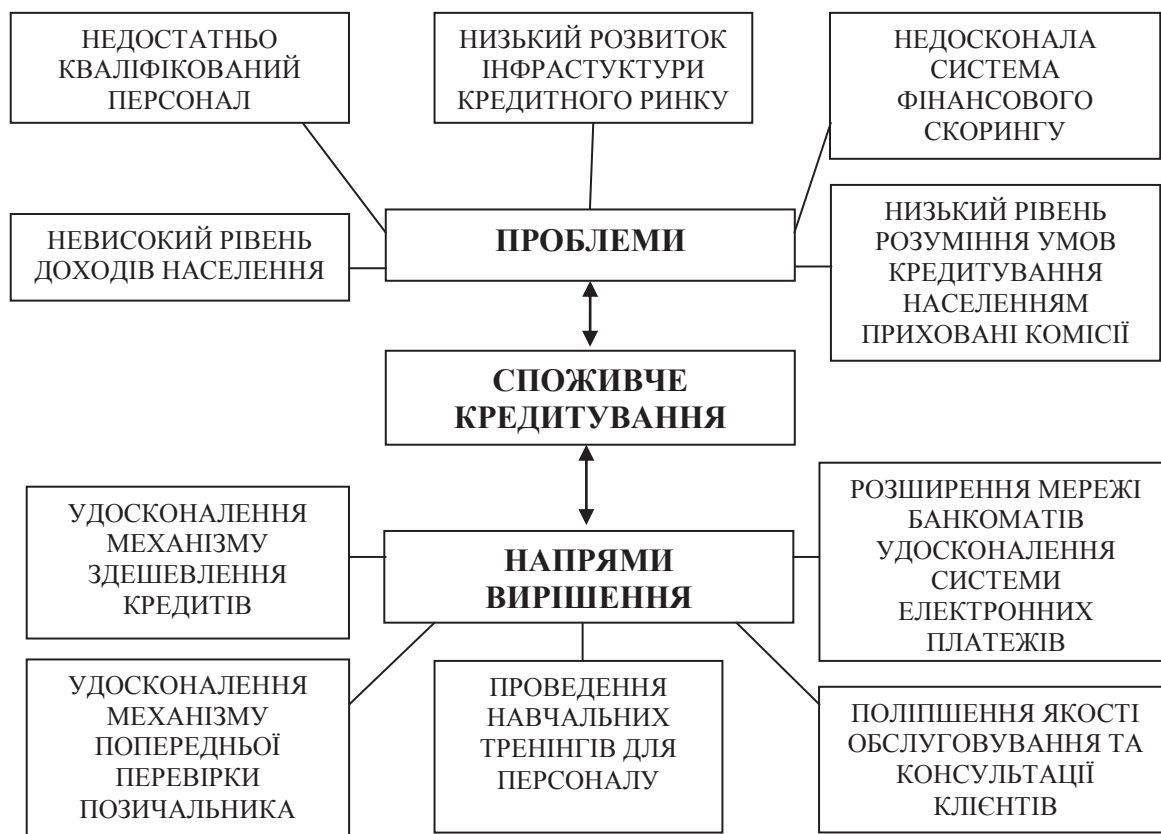 НЕДОСТАТНЬО
КВАЛІФІКОВАНИЙ
ПЕРСОНАЛ
НИЗЬКИЙ РОЗВИТОК
ІНФРАСТУКТУРИ
КРЕДИТНОГО РИНКУ
НЕДОСКОНАЛА
СИСТЕМА
ФІНАНСОВОГО
СКОРИНГУ
НЕВИСОКИЙ РІВЕНЬ
ДОХОДІВ НАСЕЛЕННЯ
ПРОБЛЕМИ
НИЗЬКИЙ РІВЕНЬ
РОЗУМІННЯ УМОВ
КРЕДИТУВАННЯ
НАСЕЛЕННЯМ
ПРИХОВАНІ КОМІСІЇ
СПОЖИВЧЕ
КРЕДИТУВАННЯ
УДОСКОНАЛЕННЯ
МЕХАНІЗМУ
ЗДЕШЕВЛЕННЯ
КРЕДИТІВ
НАПРЯМИ
ВИРІШЕННЯ
РОЗШИРЕННЯ МЕРЕЖІ
БАНКОМАТІВ
УДОСКОНАЛЕННЯ
СИСТЕМИ
ЕЛЕКТРОННИХ
ПЛАТЕЖІВ
УДОСКОНАЛЕННЯ
МЕХАНІЗМУ
ПОПЕРЕДНЬОЇ
ПЕРЕВІРКИ
ПОЗИЧАЛЬНИКА
ПРОВЕДЕННЯ
НАВЧАЛЬНИХ
ТРЕНІНГІВ ДЛЯ
ПЕРСОНАЛУ
ПОЛІПШЕННЯ ЯКОСТІ
ОБСЛУГОВУВАННЯ ТА
КОНСУЛЬТАЦІЇ
КЛІЄНТІВ